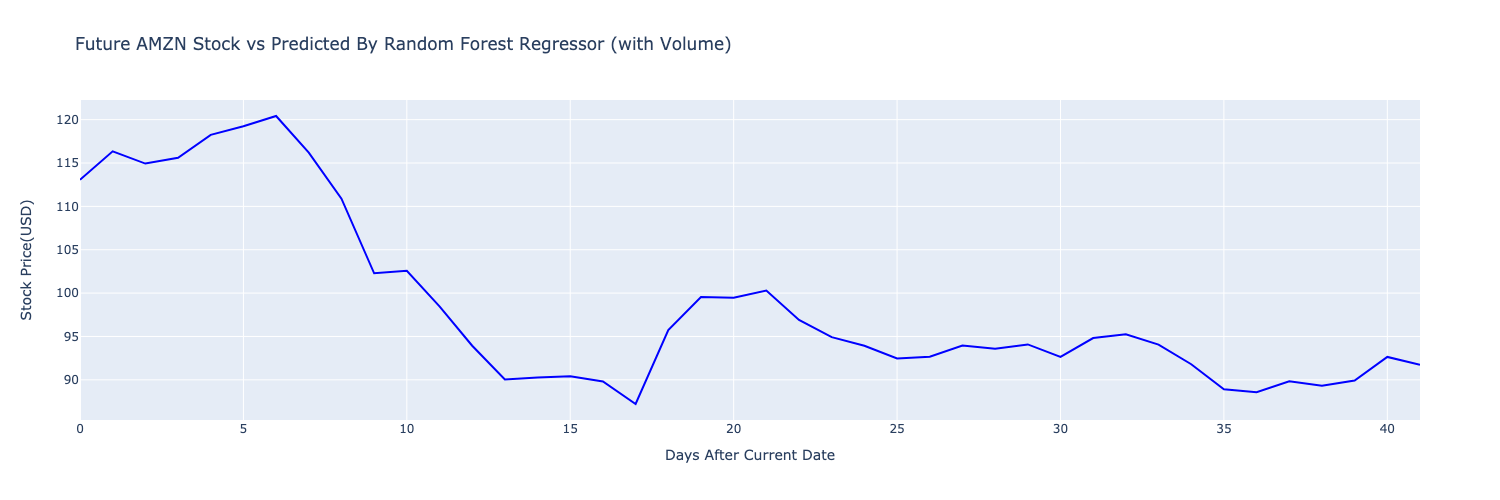 Future AMZN Stock vs Predicted By Random Forest Regressor (with Volume)
Stock Price(USD)
120
115
110
105
100
95
90
0 5 10 15 20 25 30 35 40
Days After Current Date